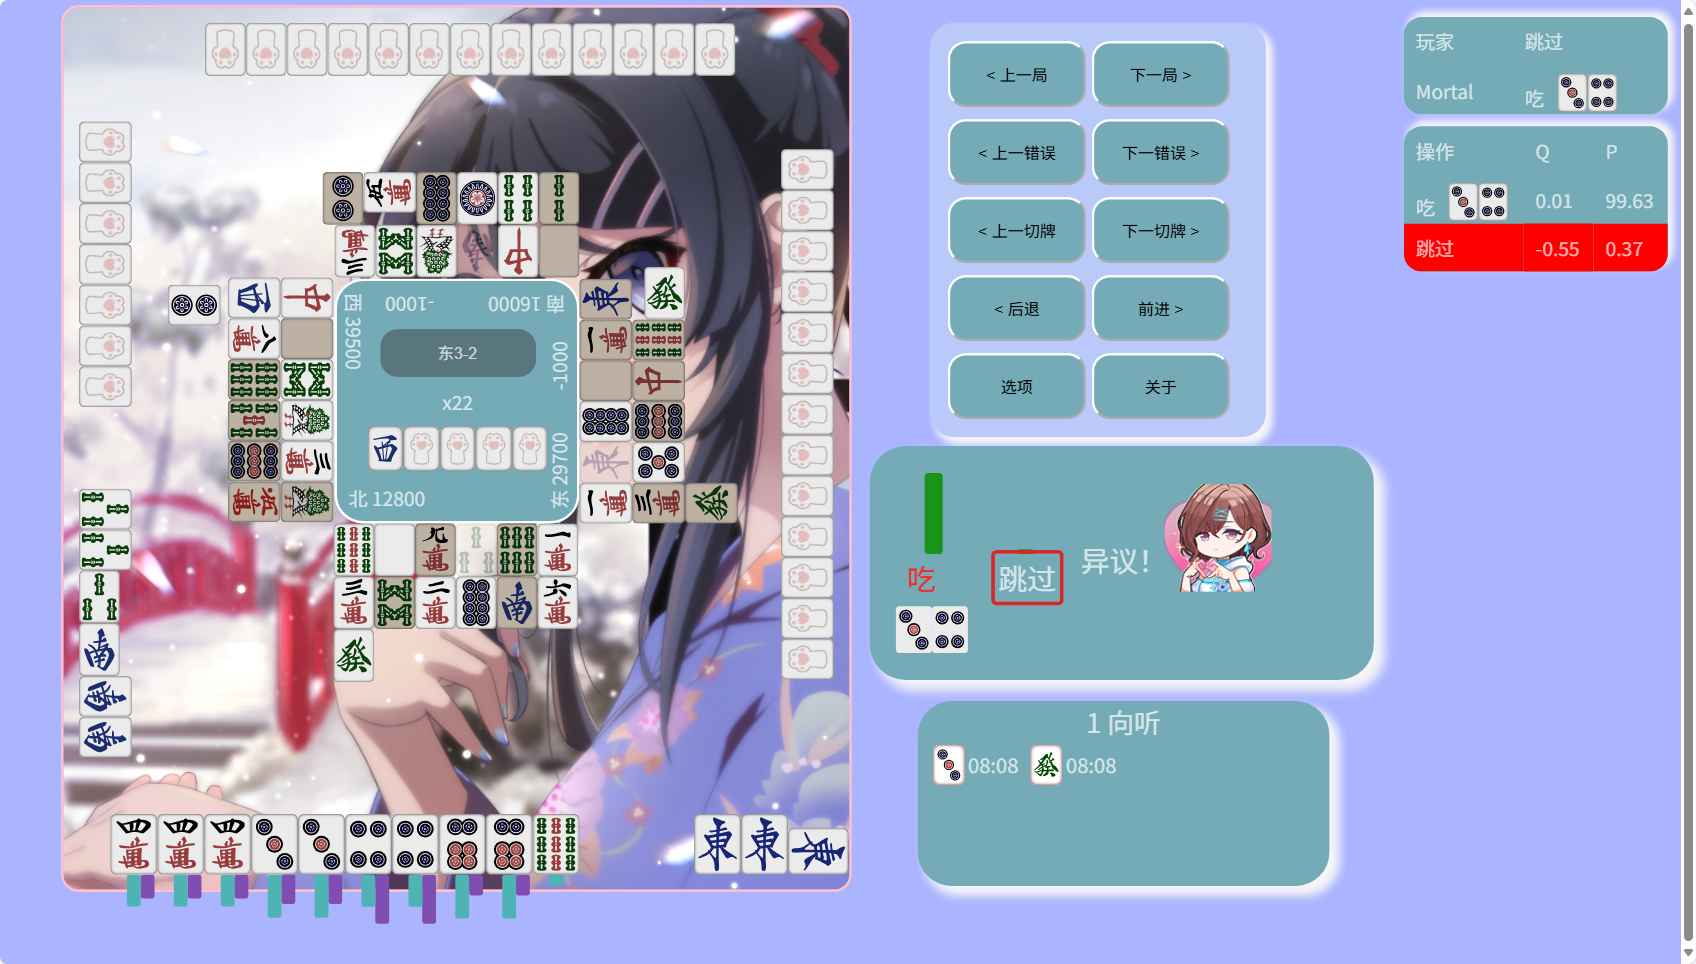 < 上一局
下一局 >
< 上一错误
下一错误 >
< 上一切牌
下一切牌 >
< 后退
前进 >
选项
关于
玩家 跳过
Mortal 吃
操作 Q P
吃 0.01 99.63
跳过 -0.55 0.37
西 39500
-1000
南 16000
-1000
东3-2
x22
北 12800
东 29700
吃
跳过
异议！
1 向听
08:08
08:08